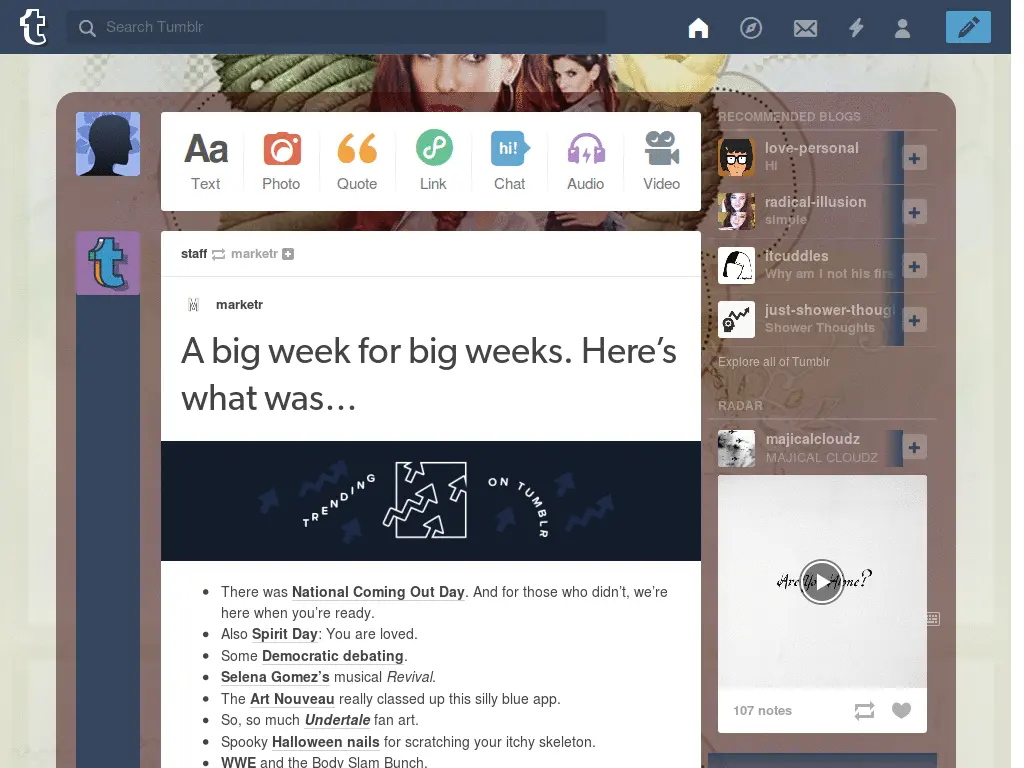 Search Tumblr
Aa
Text
Photo
Quote
Link
hi!
Chat
Audio
Video
staff marketr
marketr
A big week for big weeks. Here’s
what was…
TRENDING ON TUMBLR
There was National Coming Out Day. And for those who didn’t, we’re
here when you’re ready.
Also Spirit Day: You are loved.
Some Democratic debating.
Selena Gomez’s musical Revival.
The Art Nouveau really classed up this silly blue app.
So, so much Undertale fan art.
Spooky Halloween nails for scratching your itchy skeleton.
WWE and the Body Slam Bunch.
RECOMMENDED BLOGS
love-personal
HI
radical-illusion
simple
itcuddles
Why am I not his firs
just-shower-thoug
Shower Thoughts
Explore all of Tumblr
RADAR
majicalcloudz
MAJICAL CLOUDZ
Are You Alone?
107 notes